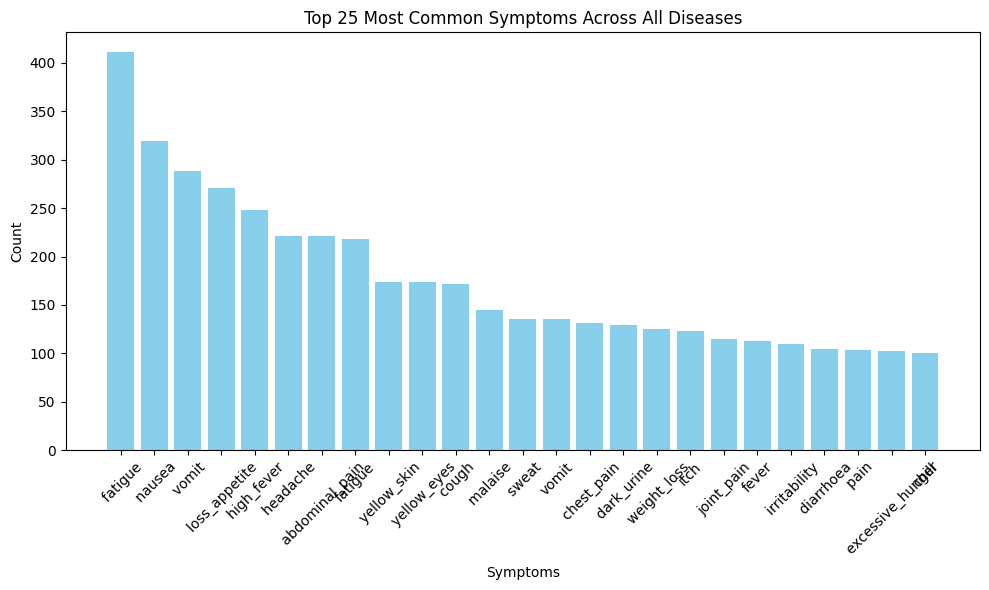 Top 25 Most Common Symptoms Across All Diseases
Count
400
350
300
250
200
150
100
50
0
fatigue
nausea
vomit
loss_appetite
high_fever
headache
abdominal_pain
fatigue
yellow_skin
yellow_eyes
cough
malaise
sweat
vomit
chest_pain
dark_urine
weight_loss
itch
joint_pain
fever
irritability
diarrhoea
pain
excessive_hunger
chill
Symptoms